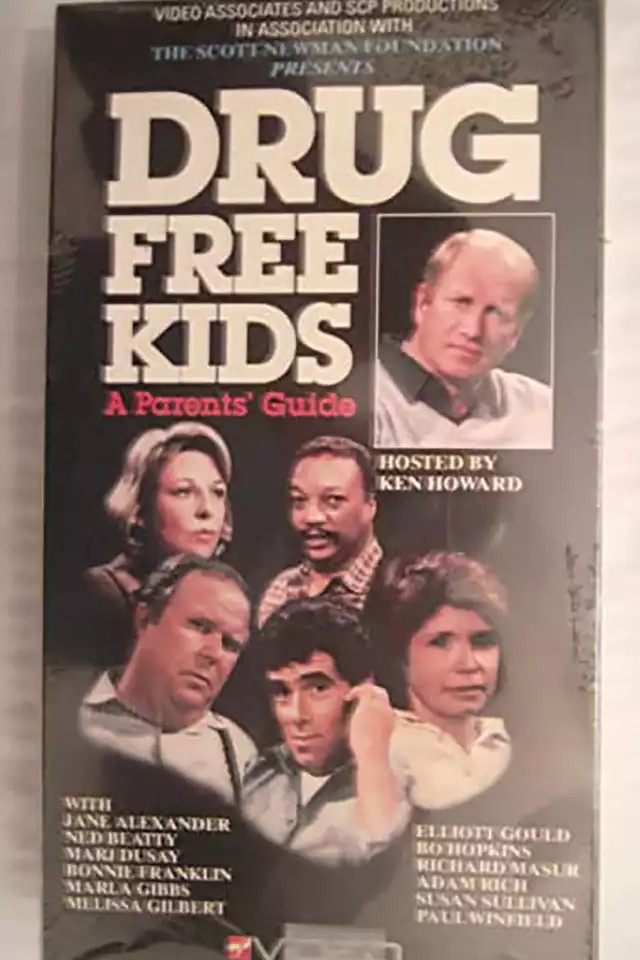 VIDEO ASSOCIATES AND SCP PRODUCTIONS
IN ASSOCIATION WITH
THE SCOTT NEWMAN FOUNDATION
PRESENTS
DRUG
FREE
KIDS
A Parents' Guide
HOSTED BY
KEN HOWARD
WITH
JANE ALEXANDER
NED BEATTY
MARJ DUSAY
BONNIE FRANKLIN
MARLA GIBBS
MELISSA GILBERT
ELLIOTT GOULD
BO HOPKINS
RICHARD MASUR
ADAM RICH
SUSAN SULLIVAN
PAUL WINFIELD